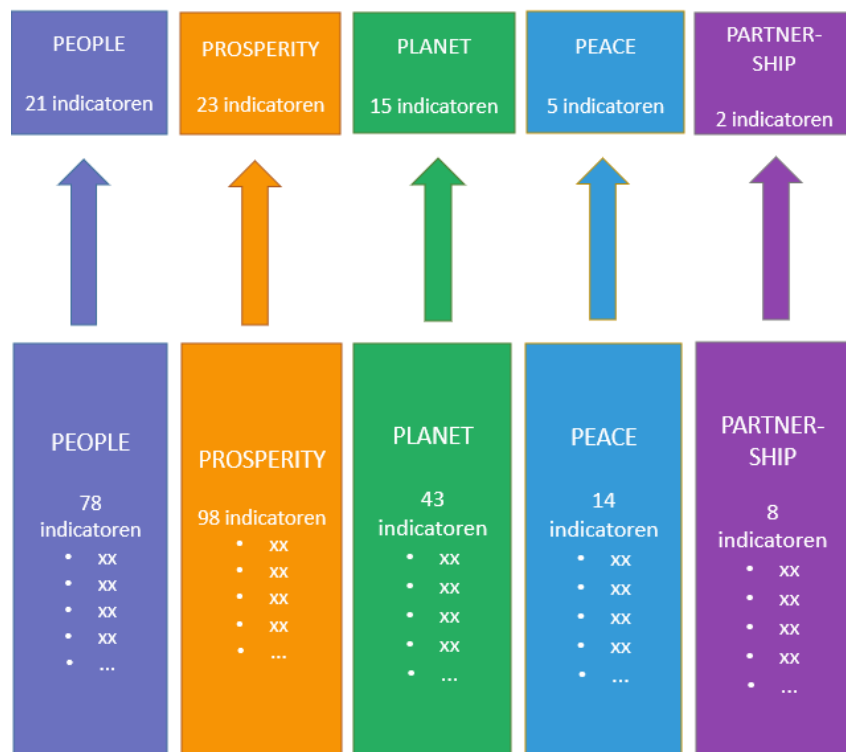 PEOPLE
21 indicatoren
PROSPERITY
23 indicatoren
PLANET
15 indicatoren
PEACE
5 indicatoren
PARTNER-
SHIP
2 indicatoren
PEOPLE
78
indicatoren
• xx
• xx
• xx
• xx
• ...
PROSPERITY
98 indicatoren
• xx
• xx
• xx
• xx
• ...
PLANET
43
indicatoren
• xx
• xx
• xx
• xx
• ...
PEACE
14
indicatoren
• xx
• xx
• xx
• xx
• ...
PARTNER-
SHIP
8
indicatoren
• xx
• xx
• xx
• xx
• ...